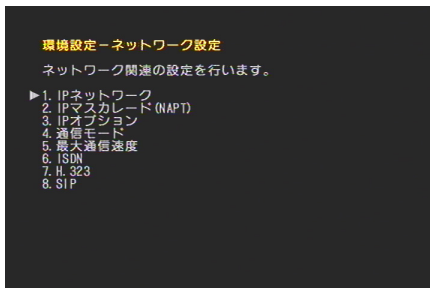 環境設定－ネットワーク設定
ネットワーク関連の設定を行います。
▶1. IPネットワーク
2. IPマスカレード(NAPT)
3. IPオプション
4. 通信モード
5. 最大通信速度
6. ISDN
7. H.323
8. SIP